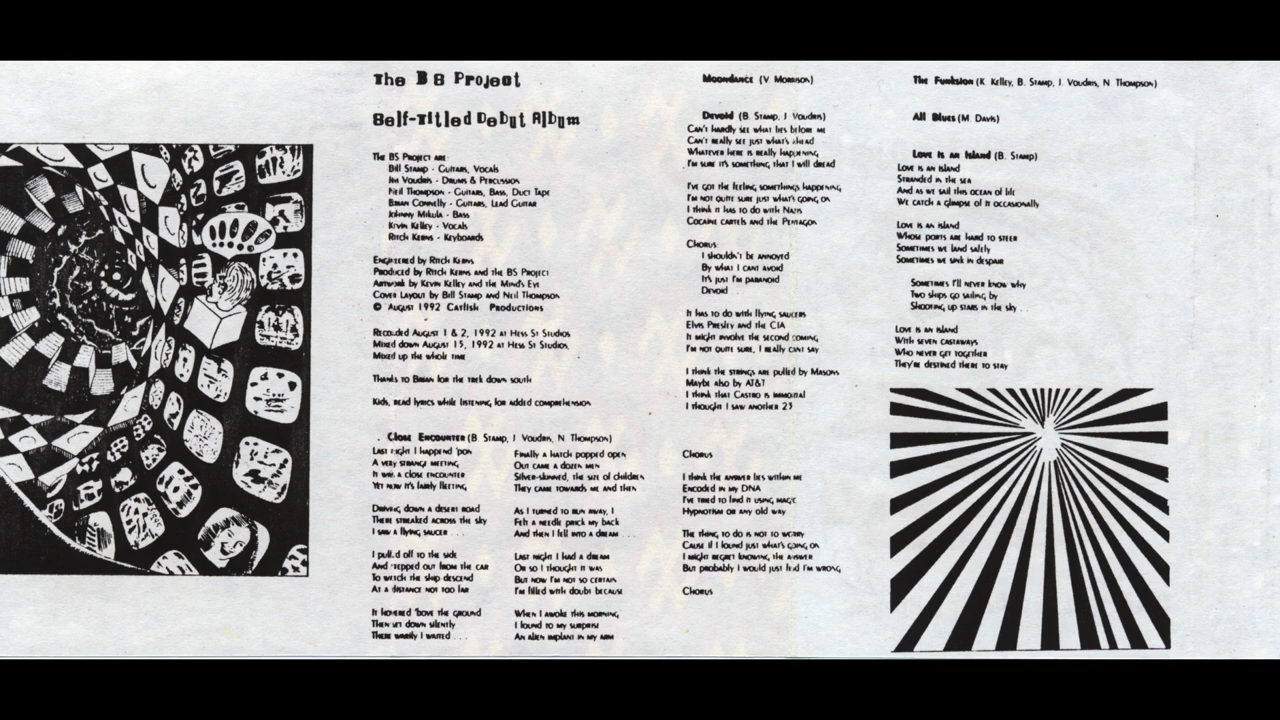 The BS Project
Self-Titled Debut Album
The BS Project are:
Bill Stamp - Guitars, Vocals
Jim Voudris - Drums & Percussion
Neil Thompson - Guitars, Bass, Duct Tape
Brian Connelly - Guitars, Lead Guitar
Johnny Mikula - Bass
Kevin Kelley - Vocals
Ritch Kerns - Keyboards
Engineered by Ritch Kerns
Produced by Ritch Kerns and the BS Project
Artwork by Kevin Kelley and the Mind's Eye
Cover Layout by Bill Stamp and Neil Thompson
© August 1992 Catfish Productions
Recorded August 1 & 2, 1992 at Hess St Studios
Mixed down August 15, 1992 at Hess St Studios,
Mixed up the whole time
Thanks to Brian for the trek down south
Kids, read lyrics while listening for added comprehension
Close Encounter (B. Stamp, J Voudris, N Thompson)
Last night I happend 'pon
A very strange meeting
It was a close encounter
Yet now it's fairly fleeting
Driving down a desert road
There streaked across the sky
I saw a flying saucer . . .
I pulled off to the side
And stepped out from the car
To watch the ship descend
At a distance not too far
It hovered 'bove the ground
Then set down silently
There warily I waited . . .
Finally a hatch popped open
Out came a dozen men
Silver-skinned, the size of children
They came towards me and then
As I turned to run away, I
Felt a needle prick my back
And then I fell into a dream . . .
Last night I had a dream
Or so I thought it was
But now I'm not so certain
I'm filled with doubt because
When I awoke this morning
I found to my surprise
An alien implant in my arm
Moondance (V Morrison)
Devoid (B. Stamp, J Voudris)
Can't hardly see what lies before me
Can't really see just what's ahead
Whatever here is really happening
I'm sure it's something, that I will dread
I've got the feeling somethings happening
I'm not quite sure just what's going on
I think it has to do with Nazis
Cocaine cartels and the Pentagon
Chorus:
I shouldn't be annoyed
By what I cant avoid
It's just I'm paranoid
Devoid
It has to do with flying saucers
Elvis Presley and the CIA
It might involve the second coming
I'm not quite sure, I really cant say
I think the strings are pulled by Masons
Maybe also by AT&T
I think that Castro is immortal
I thought I saw another 23
Chorus
I think the answer lies within me
Encoded in my DNA
I've tried to find it using magic
Hypnotism or any old way
The thing to do is not to worry
Cause if I found just what's going on
I might regret knowing the answer
But probably I would just find I'm wrong
Chorus
The Funksion (K. Kelley, B. Stamp, J. Voudris, N Thompson)
All Blues (M Davis)
Love is an Island (B. Stamp)
Love is an island
Stranded in the sea
And as we sail this ocean of life
We catch a glimpse of it occasionally
Love is an island
Whose ports are hard to steer
Sometimes we land safely
Sometimes we sink in despair
Sometimes I'll never know why
Two ships go sailing by
Shooting up stars in the sky . .
Love is an island
With seven castaways
Who never get together
They're destined there to stay